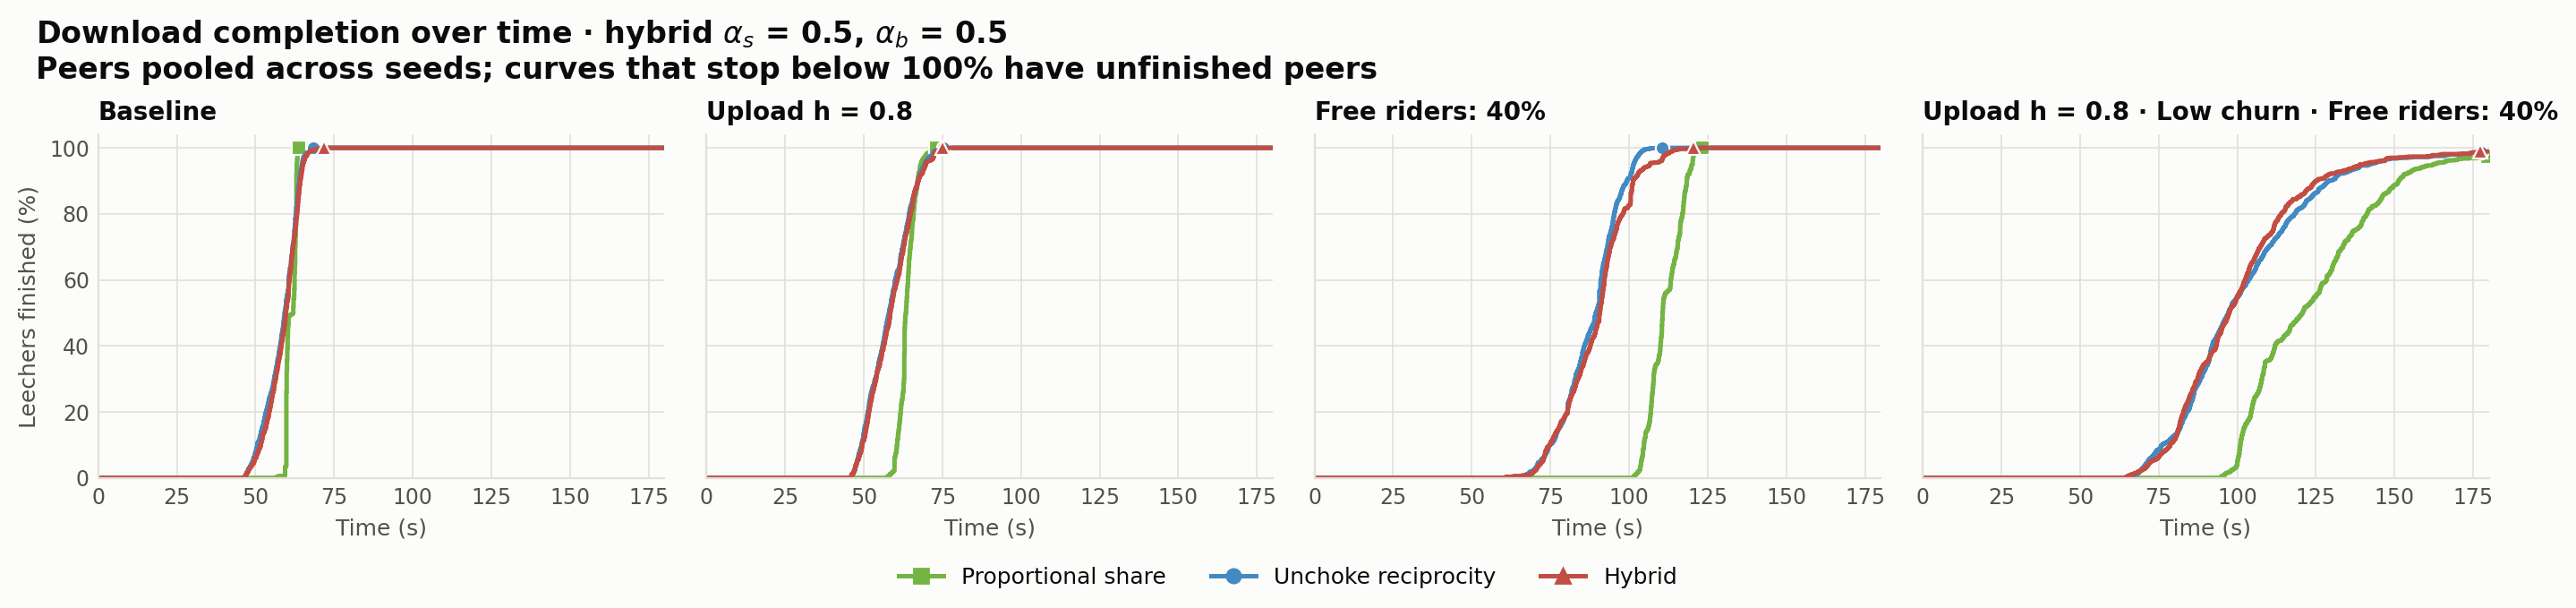 Download completion over time · hybrid αs = 0.5, αb = 0.5
Peers pooled across seeds; curves that stop below 100% have unfinished peers
Baseline
Upload h = 0.8
Free riders: 40%
Upload h = 0.8 · Low churn · Free riders: 40%
Leechers finished (%)
100
80
60
40
20
0
0 25 50 75 100 125 150 175
0 25 50 75 100 125 150 175
0 25 50 75 100 125 150 175
0 25 50 75 100 125 150 175
Time (s)
Time (s)
Time (s)
Time (s)
Proportional share
Unchoke reciprocity
Hybrid